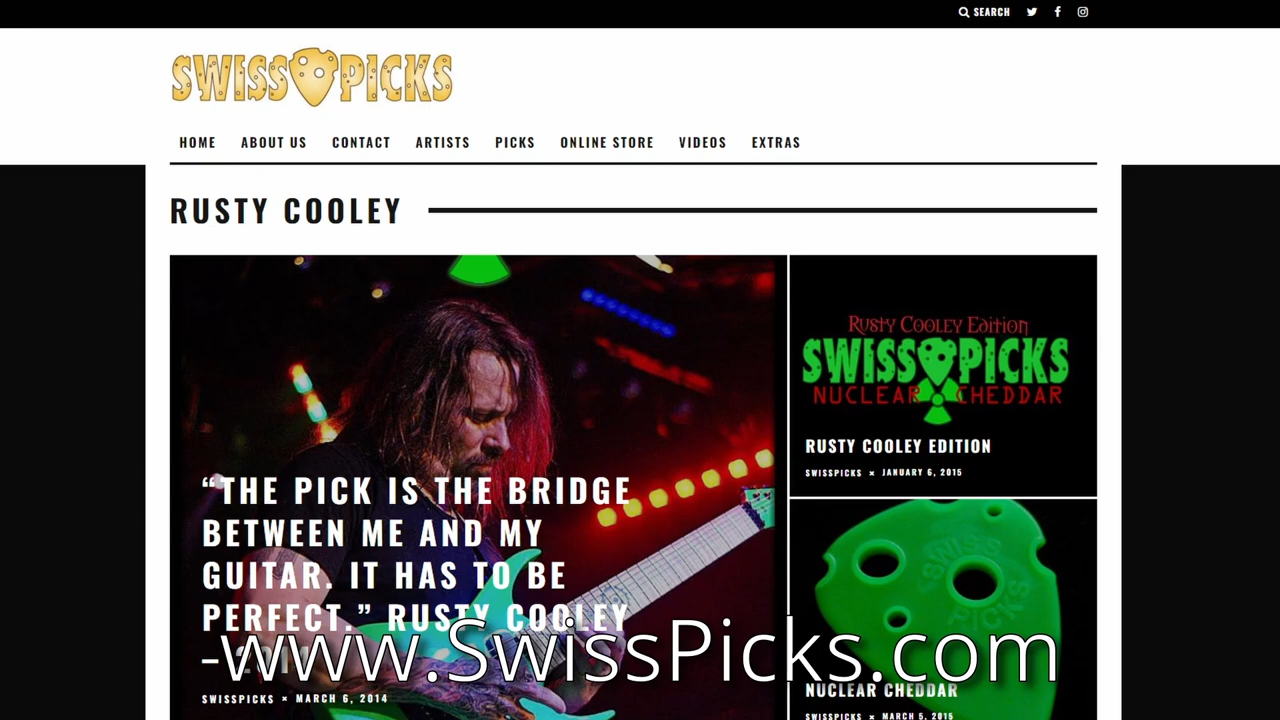 SEARCH
SWISS PICKS
HOME ABOUT US CONTACT ARTISTS PICKS ONLINE STORE VIDEOS EXTRAS
RUSTY COOLEY
“THE PICK IS THE BRIDGE
BETWEEN ME AND MY
GUITAR. IT HAS TO BE
PERFECT.” RUSTY COOLEY
SWISSPICKS × MARCH 6, 2014
RUSTY COOLEY EDITION
SWISS PICKS
NUCLEAR CHEDDAR
RUSTY COOLEY EDITION
SWISSPICKS × JANUARY 6, 2015
SWISS
PICKS
NUCLEAR CHEDDAR
SWISSPICKS × MARCH 5, 2015
www.SwissPicks.com